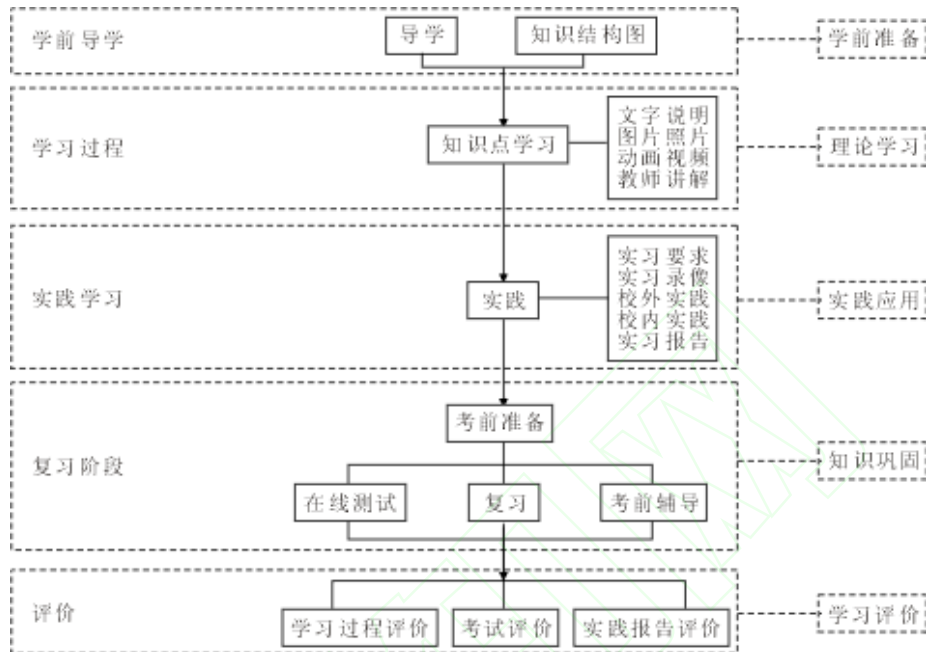 学前导学
导学
知识结构图
学前准备
学习过程
知识点学习
文字说明
图片照片
动画视频
教师讲解
理论学习
实践学习
实践
实习要求
实习录像
校外实践
校内实践
实习报告
实践应用
复习阶段
考前准备
在线测试
复习
考前辅导
知识巩固
评价
学习过程评价
考试评价
实践报告评价
学习评价